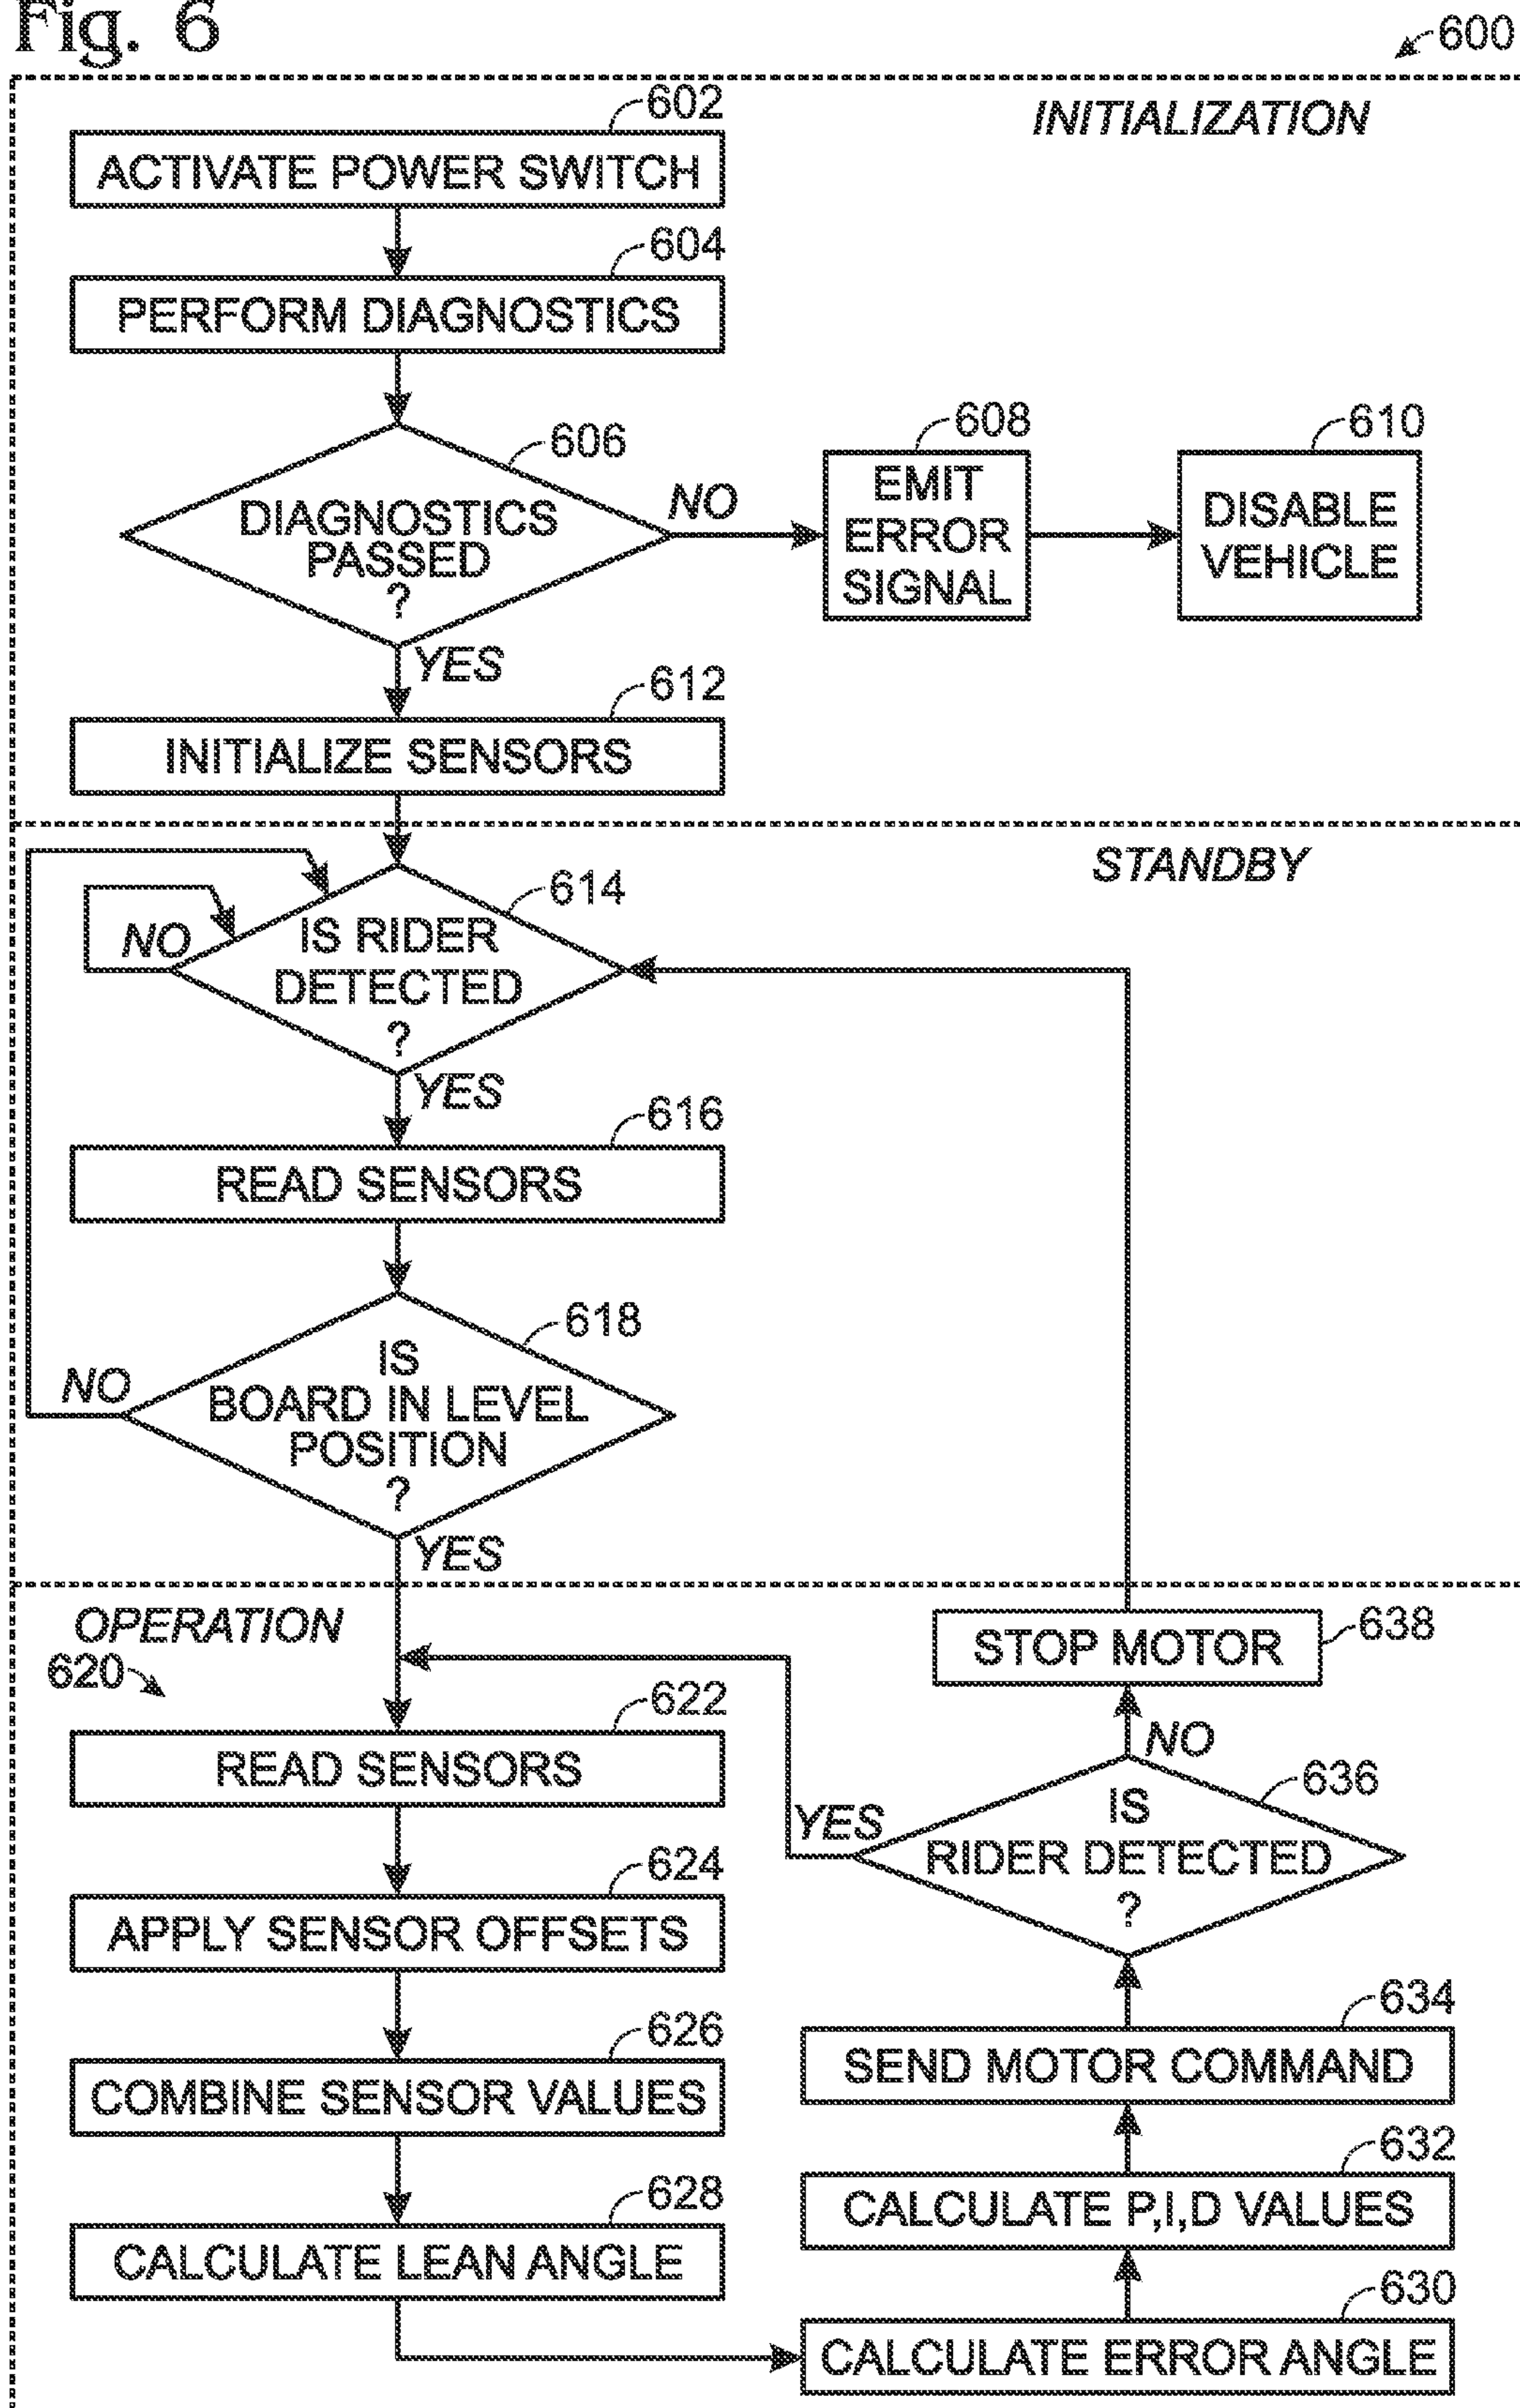 Fig. 6
600
INITIALIZATION
602
ACTIVATE POWER SWITCH
604
PERFORM DIAGNOSTICS
606
DIAGNOSTICS
PASSED
?
NO
608
EMIT
ERROR
SIGNAL
610
DISABLE
VEHICLE
YES
612
INITIALIZE SENSORS
STANDBY
614
IS RIDER
DETECTED
?
NO
YES
616
READ SENSORS
618
IS
BOARD IN LEVEL
POSITION
?
NO
YES
OPERATION
620
622
READ SENSORS
624
APPLY SENSOR OFFSETS
626
COMBINE SENSOR VALUES
628
CALCULATE LEAN ANGLE
638
STOP MOTOR
NO
636
IS
RIDER DETECTED
?
YES
634
SEND MOTOR COMMAND
632
CALCULATE P,I,D VALUES
630
CALCULATE ERROR ANGLE